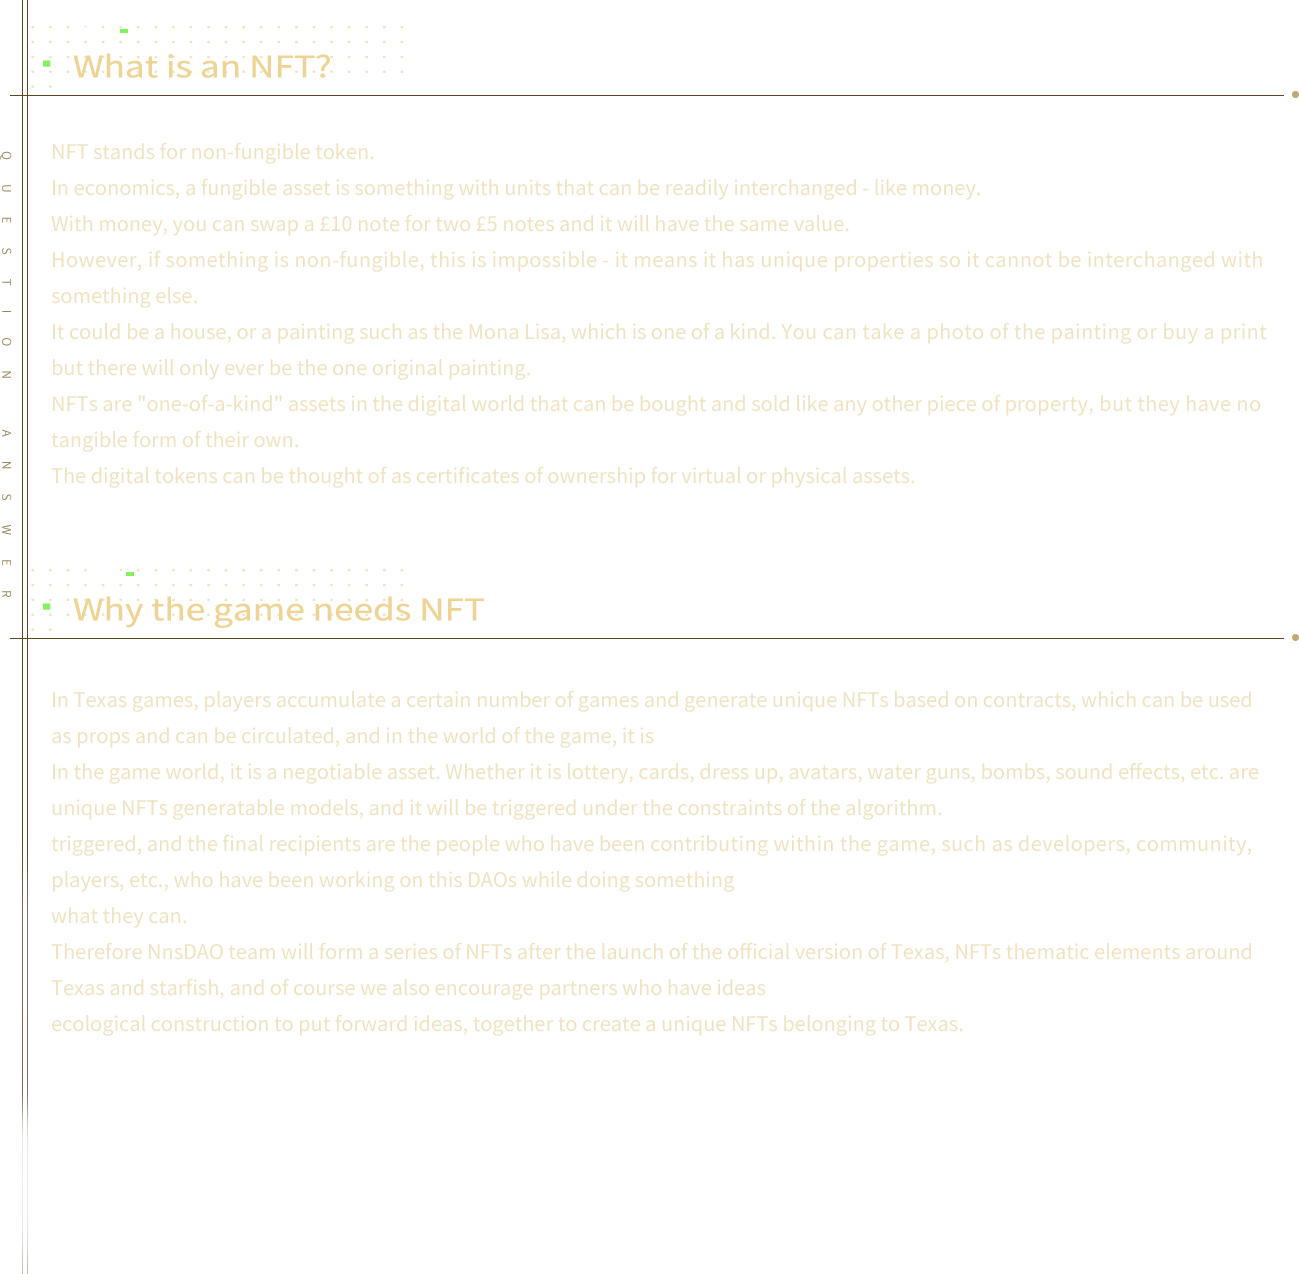 What is an NFT?
NFT stands for non-fungible token.
In economics, a fungible asset is something with units that can be readily interchanged - like money.
With money, you can swap a £10 note for two £5 notes and it will have the same value.
However, if something is non-fungible, this is impossible - it means it has unique properties so it cannot be interchanged with
something else.
It could be a house, or a painting such as the Mona Lisa, which is one of a kind. You can take a photo of the painting or buy a print
but there will only ever be the one original painting.
NFTs are "one-of-a-kind" assets in the digital world that can be bought and sold like any other piece of property, but they have no
tangible form of their own.
The digital tokens can be thought of as certificates of ownership for virtual or physical assets.
QUESTION ANSWER
Why the game needs NFT
In Texas games, players accumulate a certain number of games and generate unique NFTs based on contracts, which can be used
as props and can be circulated, and in the world of the game, it is
In the game world, it is a negotiable asset. Whether it is lottery, cards, dress up, avatars, water guns, bombs, sound effects, etc. are
unique NFTs generatable models, and it will be triggered under the constraints of the algorithm.
triggered, and the final recipients are the people who have been contributing within the game, such as developers, community,
players, etc., who have been working on this DAOs while doing something
what they can.
Therefore NnsDAO team will form a series of NFTs after the launch of the official version of Texas, NFTs thematic elements around
Texas and starfish, and of course we also encourage partners who have ideas
ecological construction to put forward ideas, together to create a unique NFTs belonging to Texas.